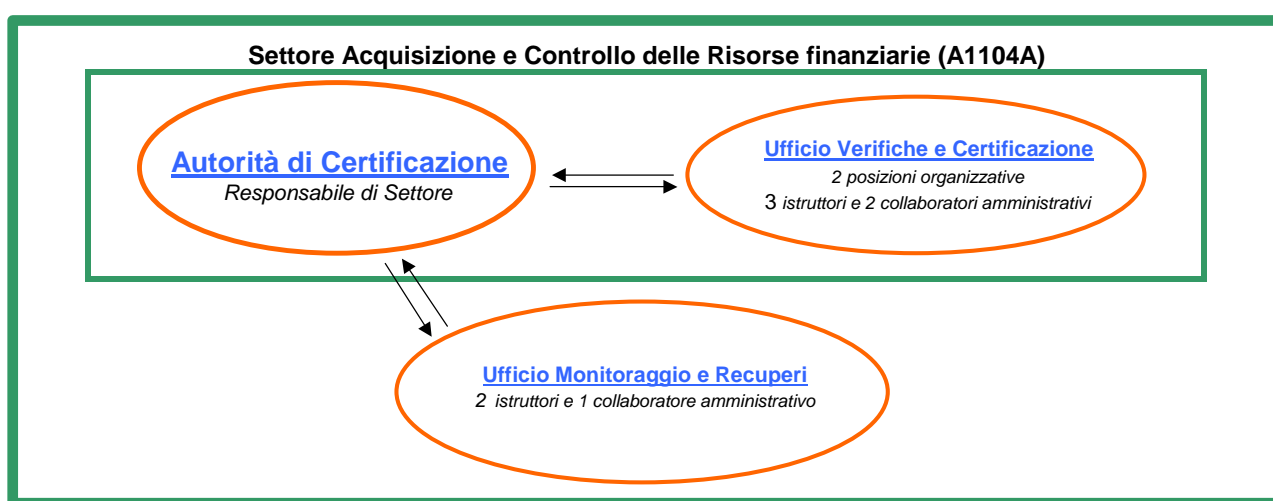 Settore Acquisizione e Controllo delle Risorse finanziarie (A1104A)
Autorità di Certificazione
Responsabile di Settore
Ufficio Verifiche e Certificazione
2 posizioni organizzative
3 istruttori e 2 collaboratori amministrativi
Ufficio Monitoraggio e Recuperi
2 istruttori e 1 collaboratore amministrativo